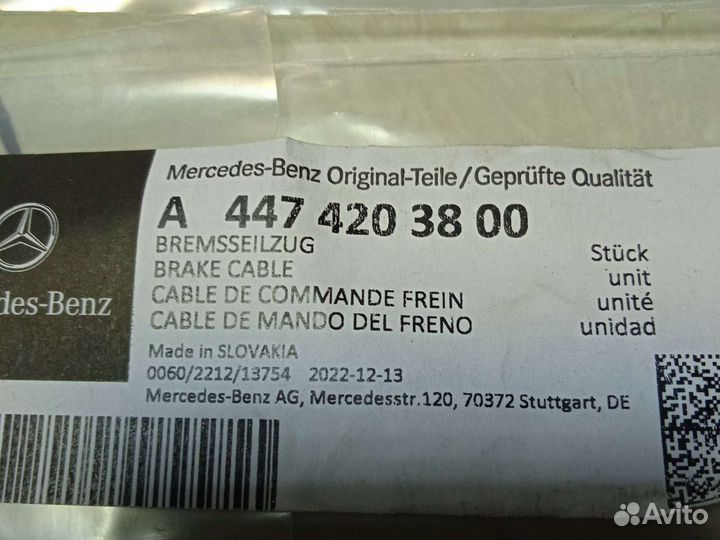 Mercedes-Benz Original-Teile/Geprüfte Qualität
A 447 420 38 00
BREMSSEILZUG
BRAKE CABLE
CABLE DE COMMANDE FREIN
CABLE DE MANDO DEL FRENO
Stück
unit
unité
unidad
des-Benz
Made in SLOVAKIA
0060/2212/13754 2022-12-13
Mercedes-Benz AG, Mercedesstr.120, 70372 Stuttgart, DE
Avito